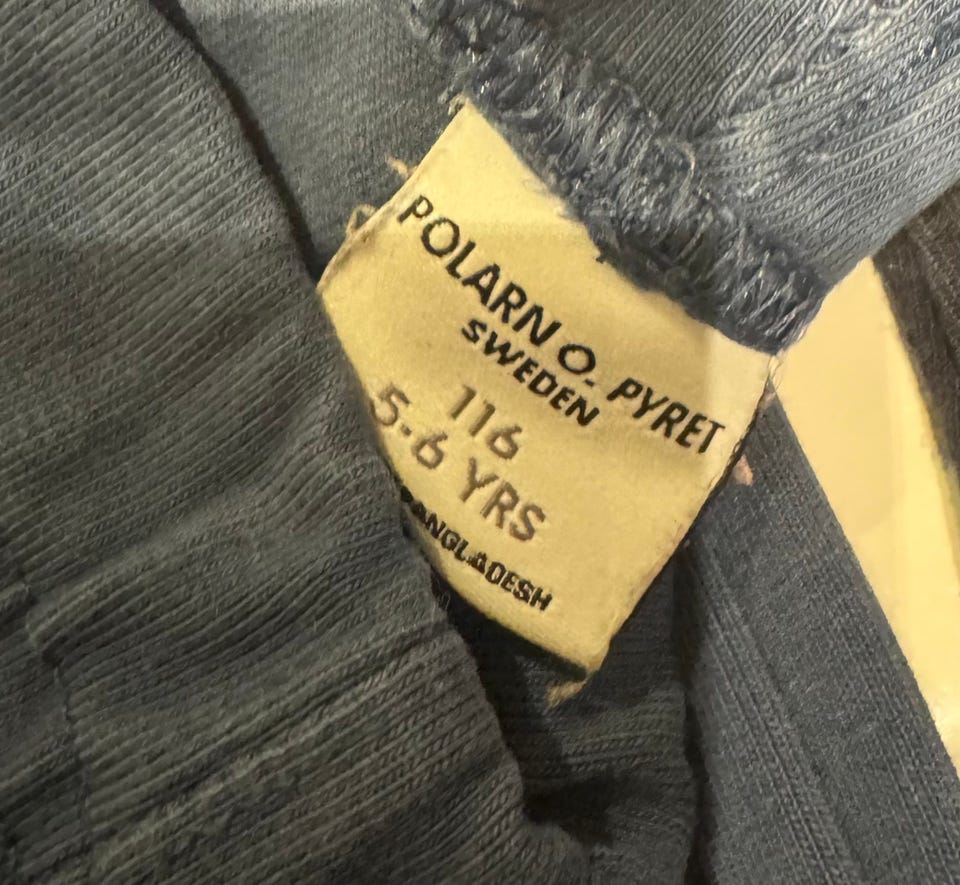 POLARN O. PYRET
SWEDEN
116
5-6 YRS
BANGLADESH